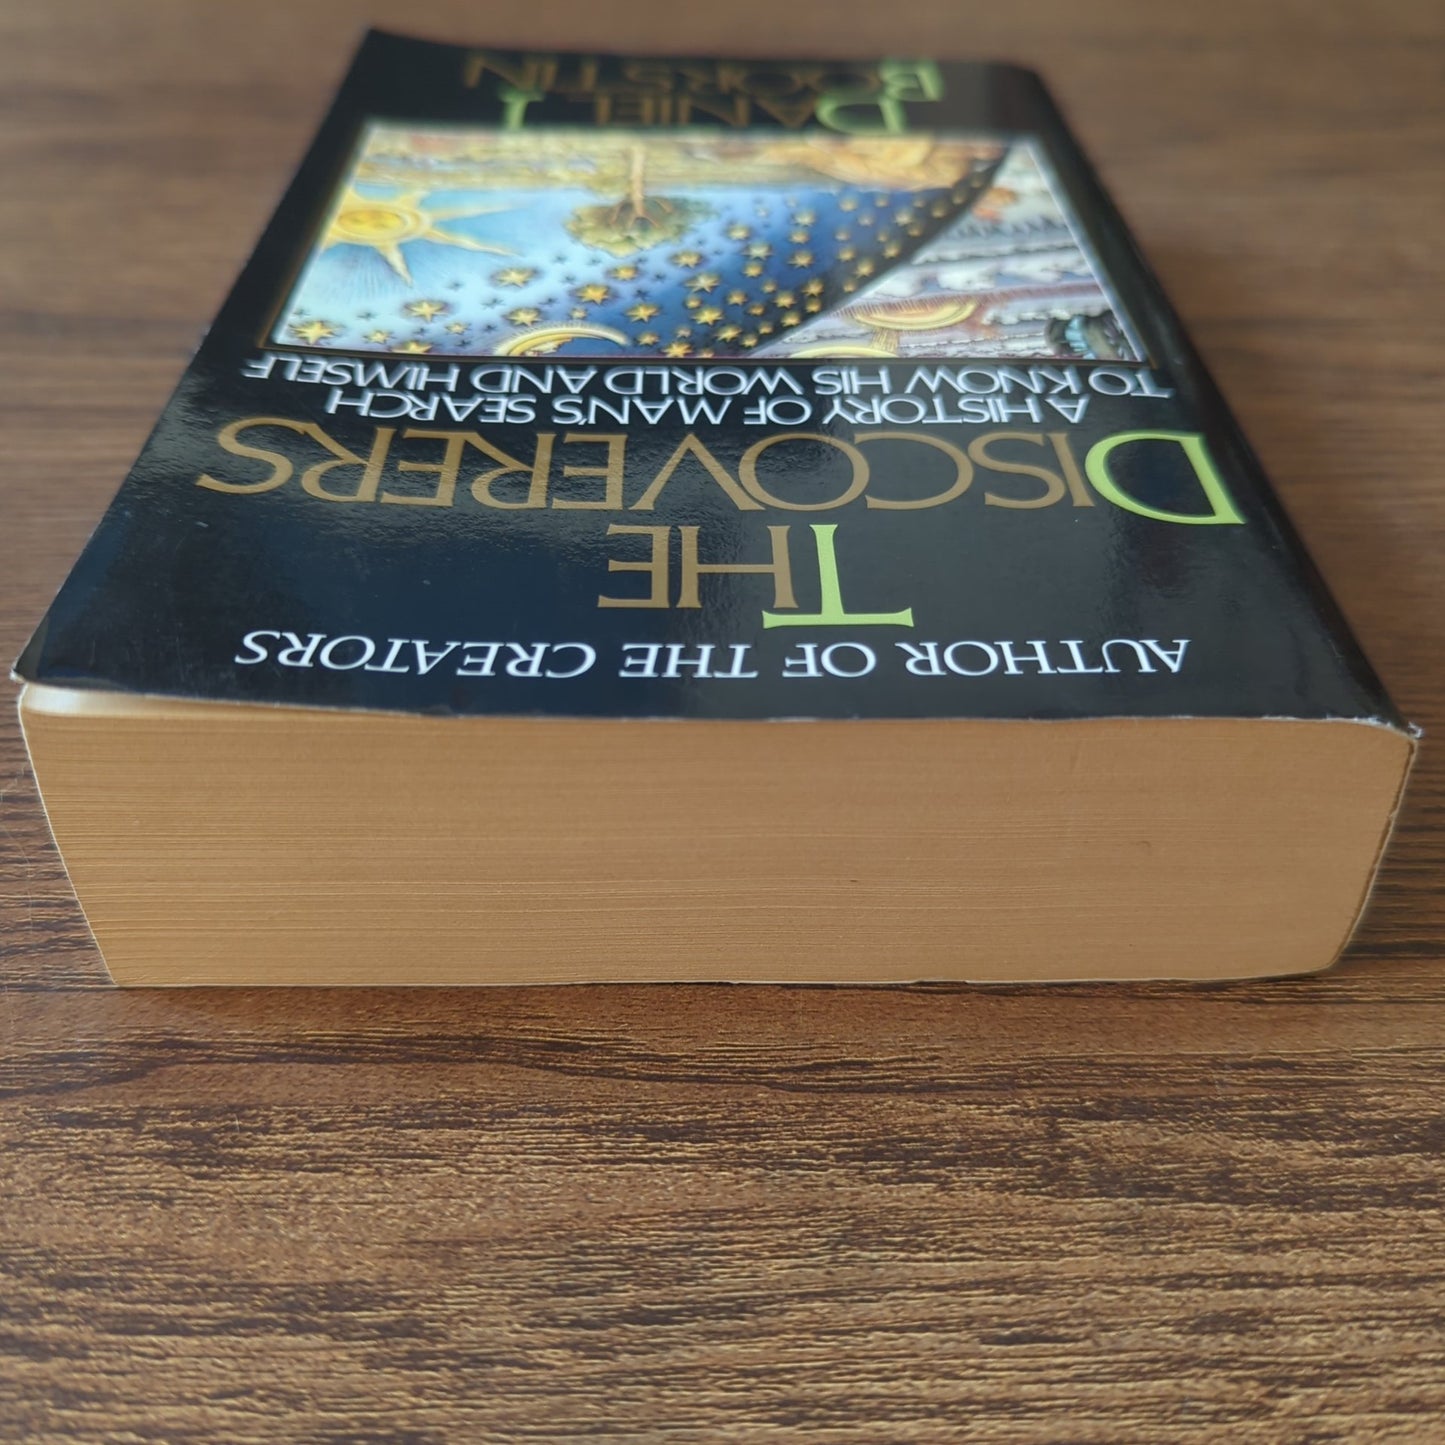 AUTHOR OF THE CREATORS
THE
DISCOVERERS
A HISTORY OF MAN'S SEARCH
TO KNOW HIS WORLD AND HIMSELF
DANIEL J
BOORSTIN